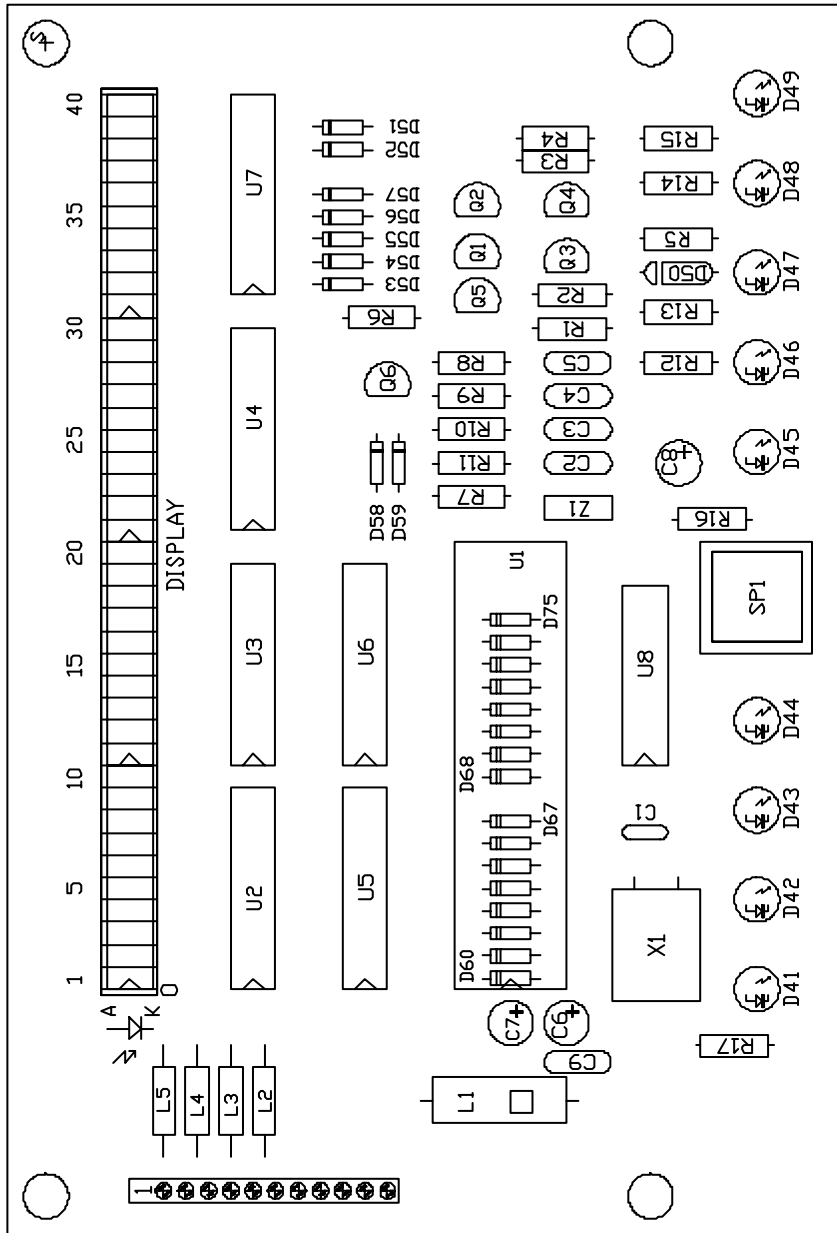 S
40
35
30
25
20
15
10
5
1
DISPLAY
A
K
U7
U4
U3
U2
U6
U5
D51
D52
D57
D56
D55
D54
D53
R6
Q6
D58
D59
R4
R3
Q2
Q4
Q1
Q3
Q5
R2
R1
R8
R9
R10
R11
R7
C5
C4
C3
C2
Z1
R15
R14
R5
D50
R13
R12
C8
R16
D49
D48
D47
D46
D45
U1
D75
D68
D67
D60
U8
SP1
D44
D43
D42
D41
C1
X1
C7
C6
C9
R17
L1
L5
L4
L3
L2
1